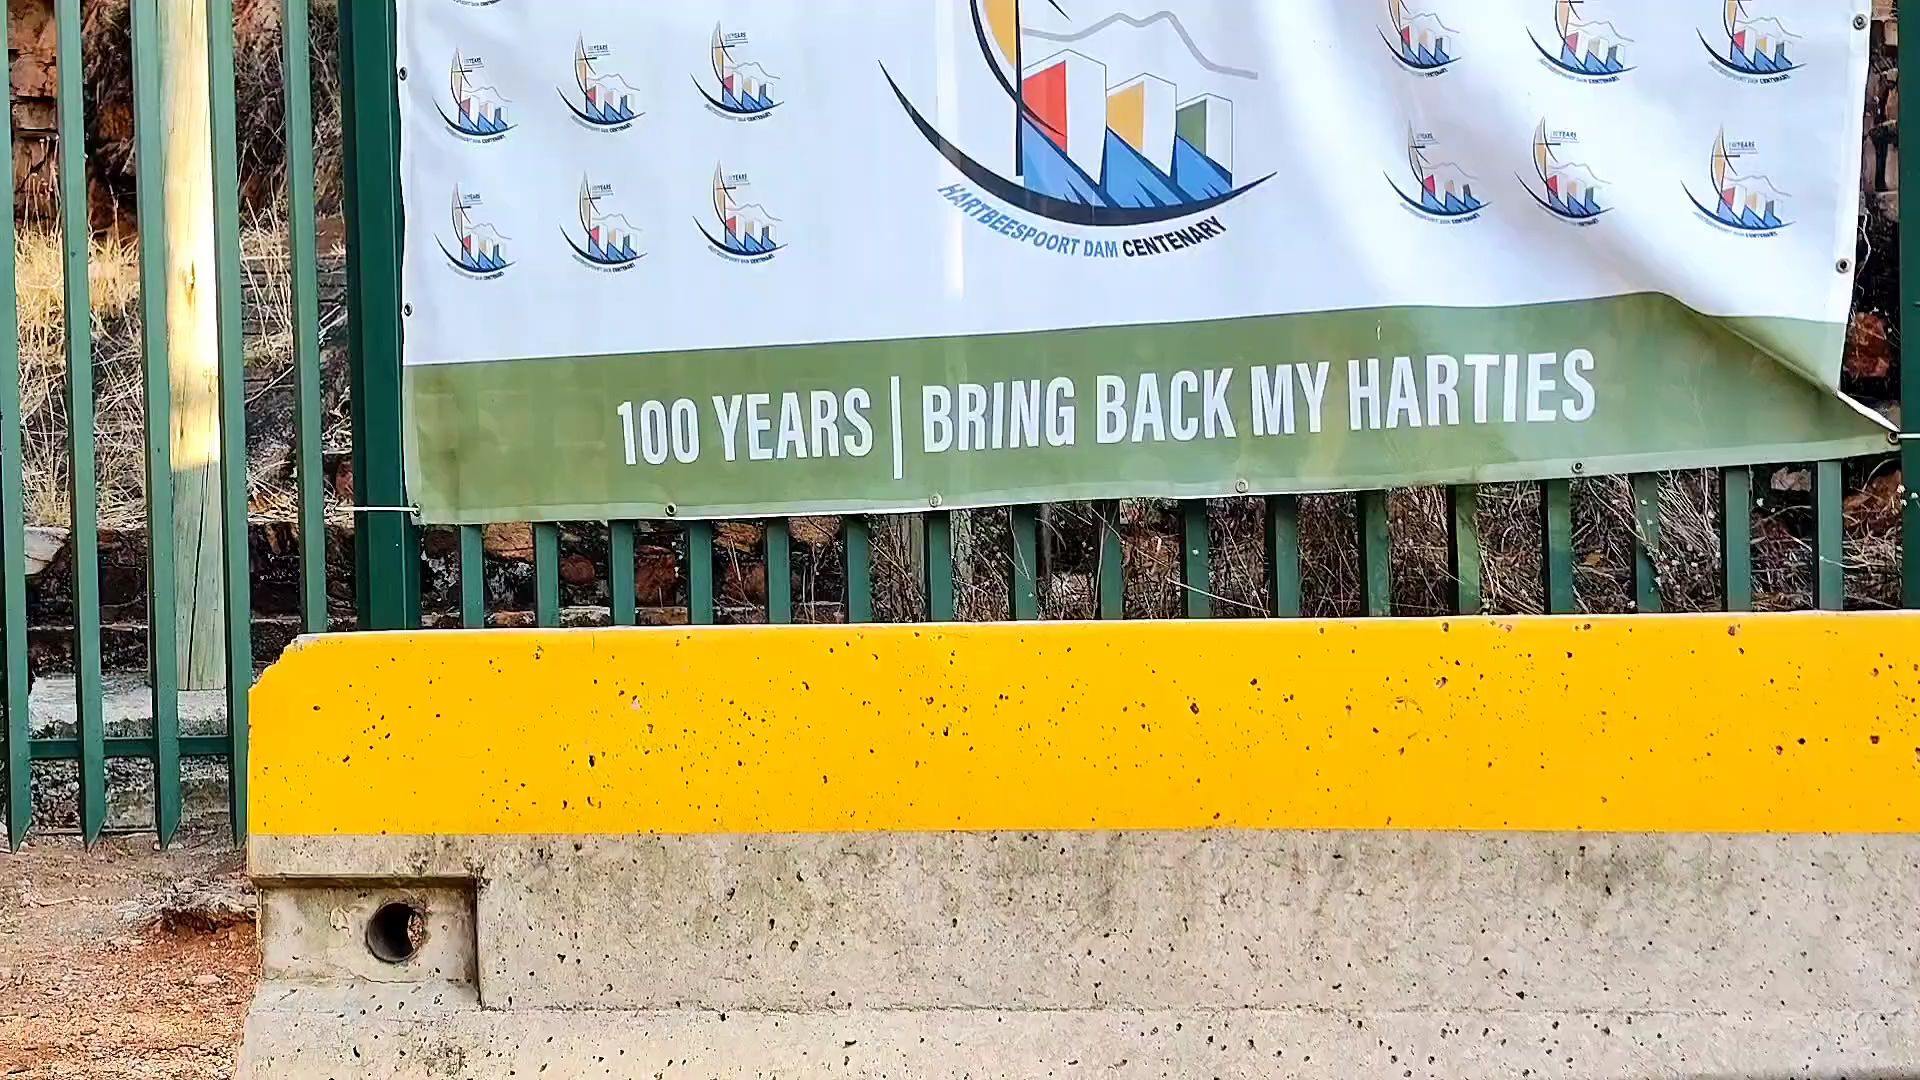 HARTBEESPOORT DAM CENTENARY
100 YEARS | BRING BACK MY HARTIES